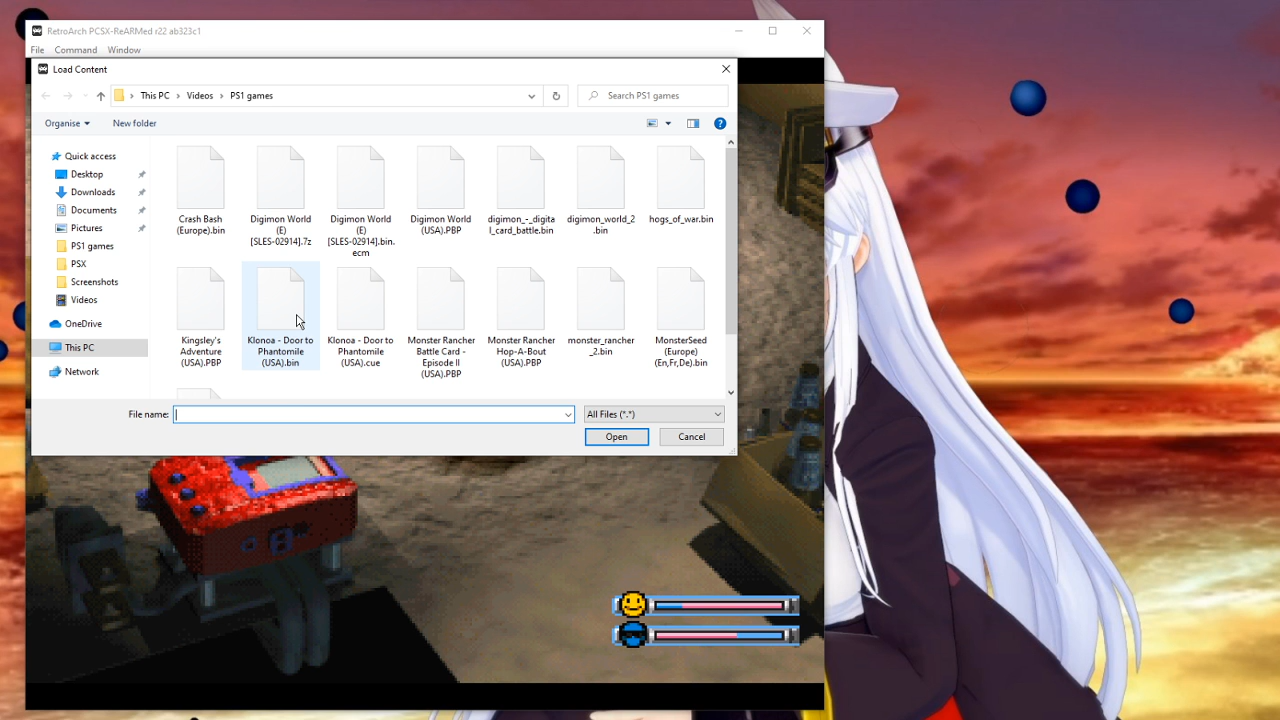 RetroArch PCSX-ReARMed r22 ab323c1
File Command Window
Load Content
This PC Videos PS1 games
Search PS1 games
Organise New folder
Quick access
Desktop
Downloads
Documents
Pictures
PS1 games
PSX
Screenshots
Videos
OneDrive
This PC
Network
Crash Bash
(Europe).bin
Digimon World
(E)
[SLES-02914].7z
Digimon World
(E)
[SLES-02914].bin.
ecm
Digimon World
(USA).PBP
digimon_-_digita
l_card_battle.bin
digimon_world_2
.bin
hogs_of_war.bin
Kingsley's
Adventure
(USA).PBP
Klonoa - Door to
Phantomile
(USA).bin
Klonoa - Door to
Phantomile
(USA).cue
Monster Rancher
Battle Card -
Episode II
(USA).PBP
Monster Rancher
Hop-A-Bout
(USA).PBP
monster_rancher
_2.bin
MonsterSeed
(Europe)
(En,Fr,De).bin
File name:
All Files (*.*)
Open Cancel